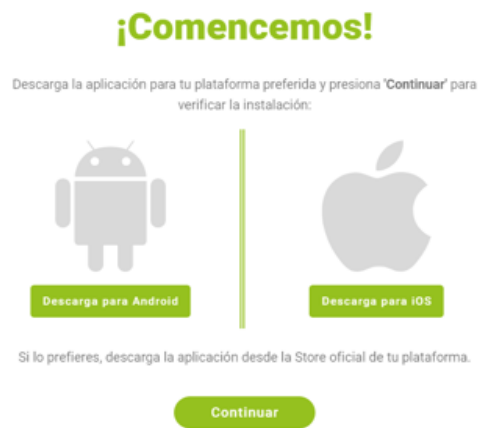 ¡Comencemos!
Descarga la aplicación para tu plataforma preferida y presiona 'Continuar' para
verificar la instalación:
Descarga para Android
Descarga para iOS
Si lo prefieres, descarga la aplicación desde la Store oficial de tu plataforma.
Continuar